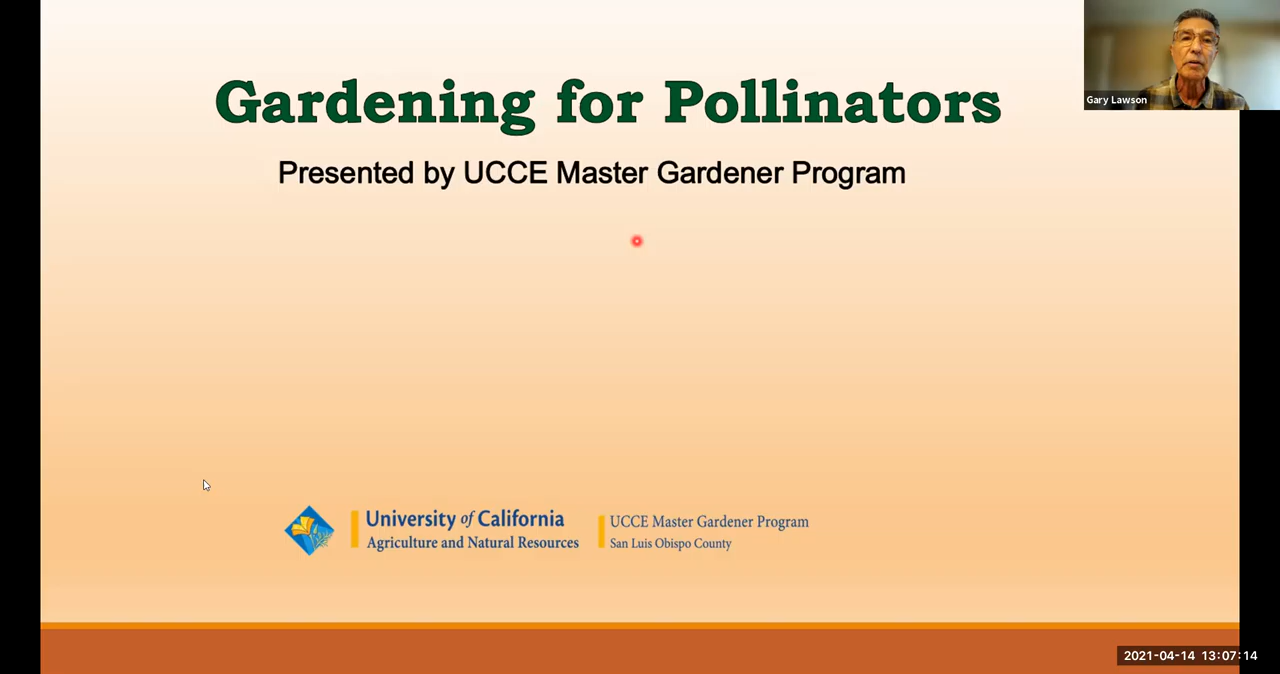 Gardening for Pollinators
Gary Lawson
Presented by UCCE Master Gardener Program
University of California
Agriculture and Natural Resources
UCCE Master Gardener Program
San Luis Obispo County
2021-04-14 13:07:14